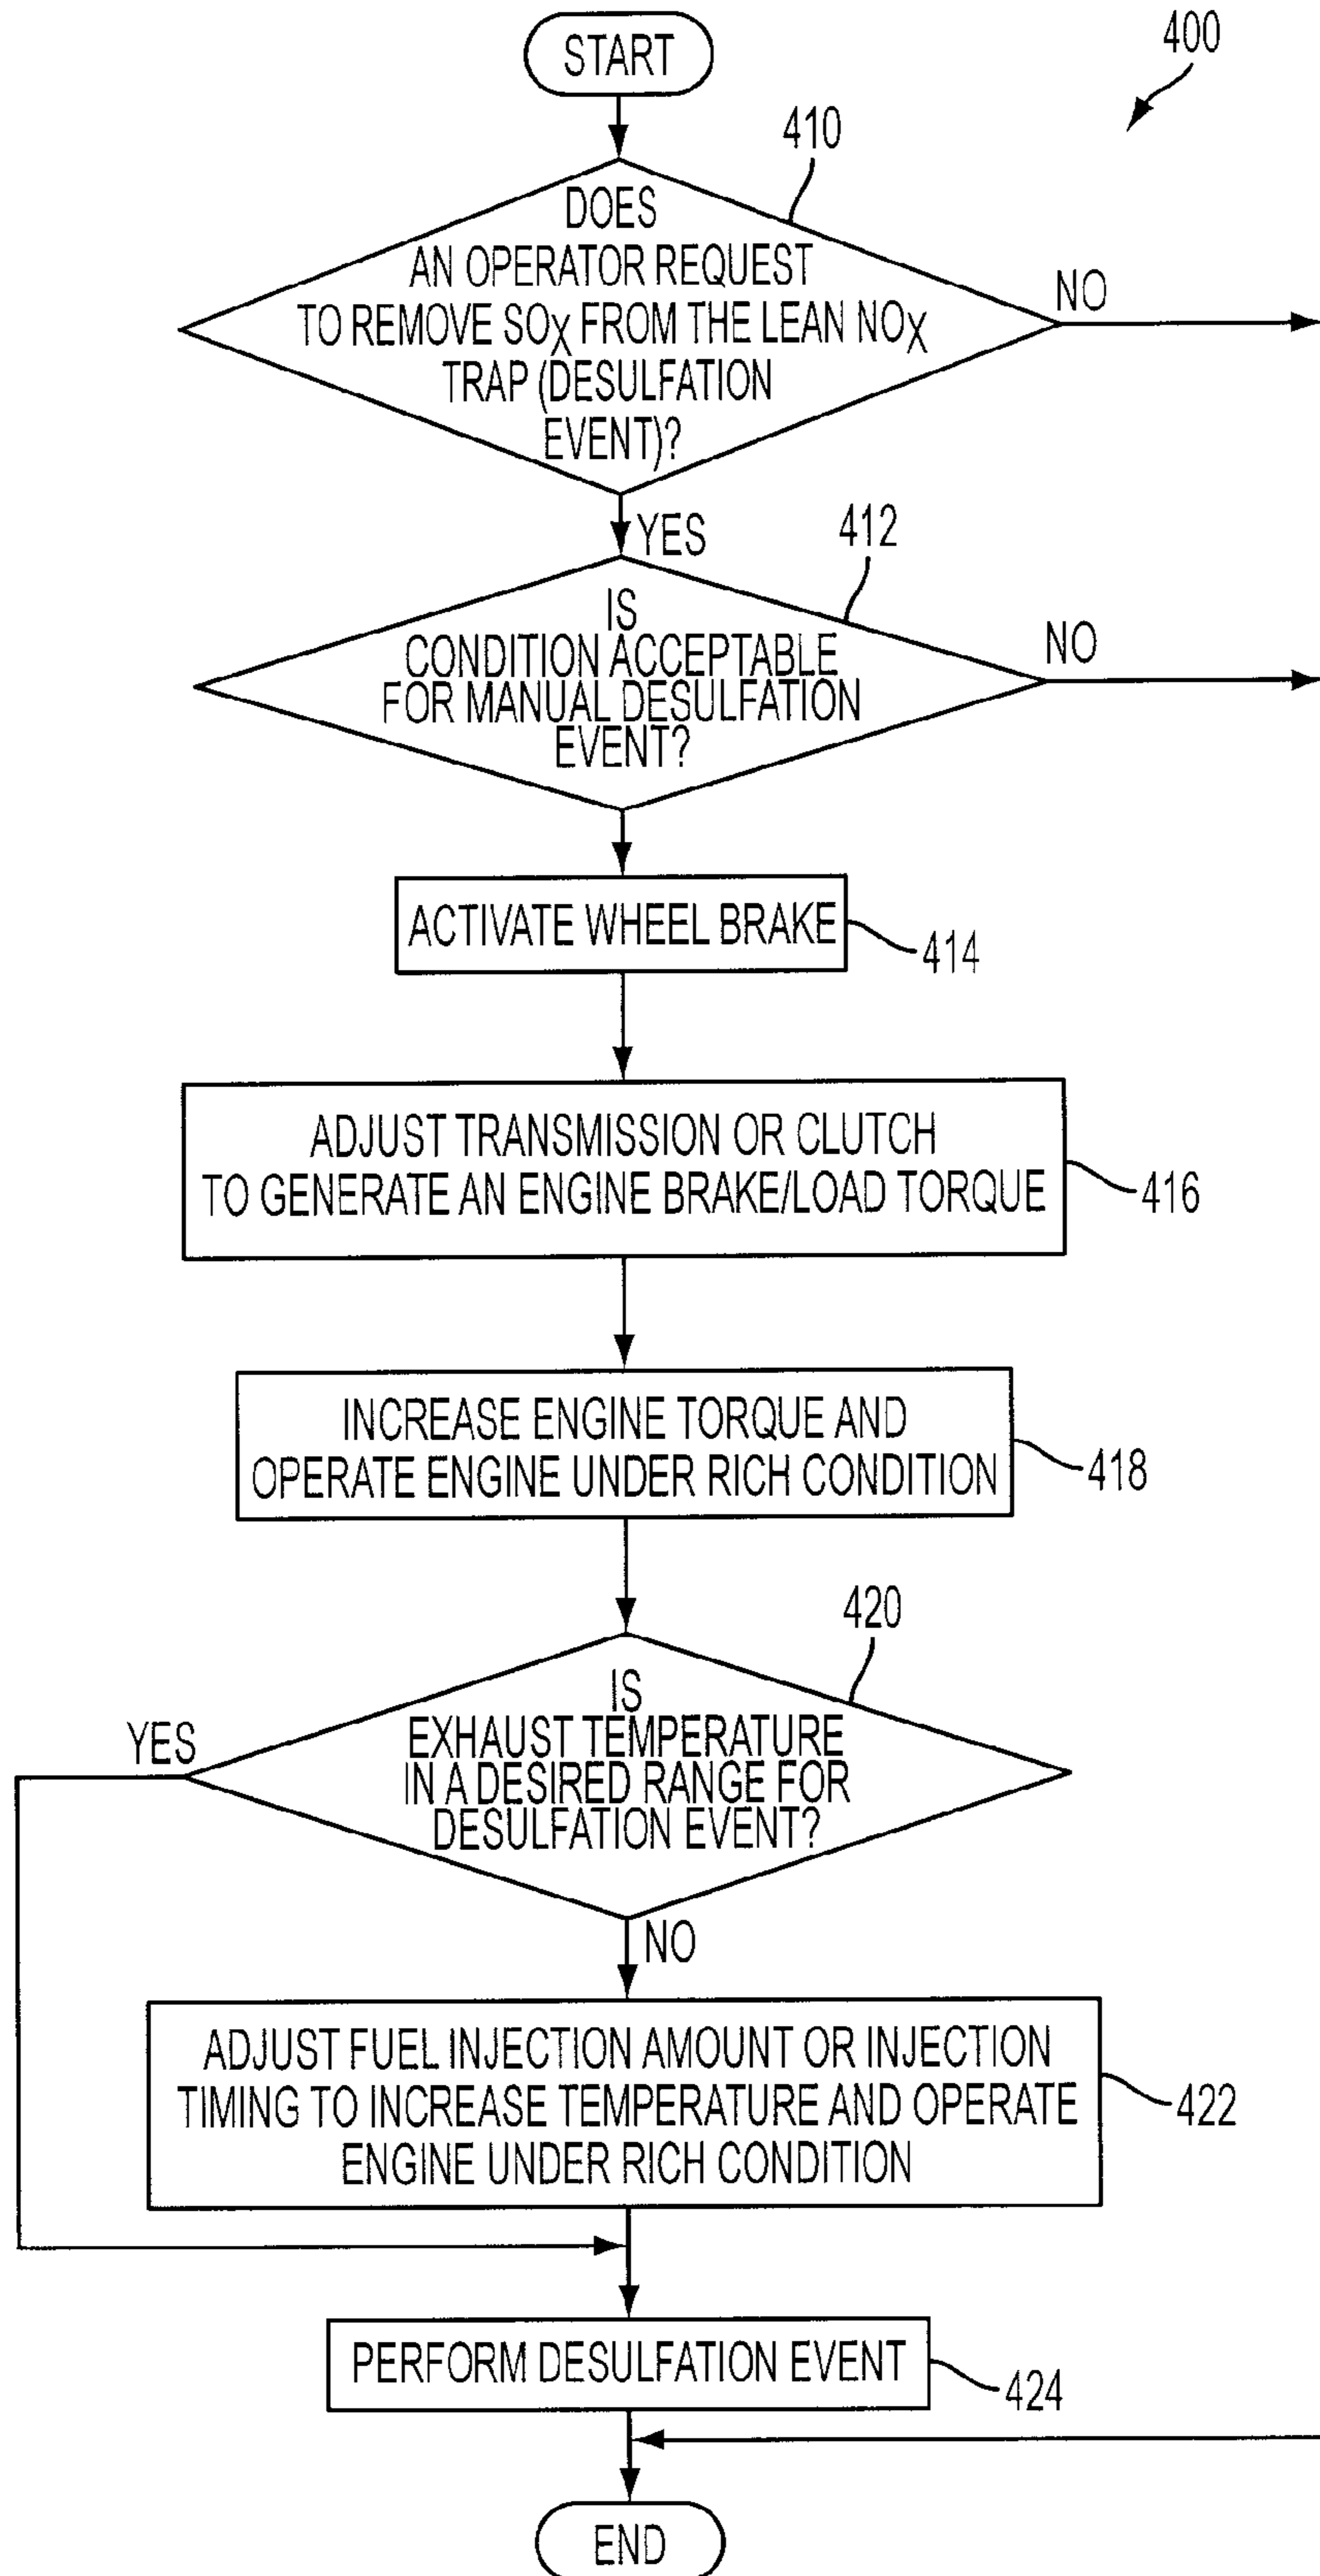 START
400
410
DOES
AN OPERATOR REQUEST
TO REMOVE SOX FROM THE LEAN NOX
TRAP (DESULFATION
EVENT)?
NO
YES
412
IS
CONDITION ACCEPTABLE
FOR MANUAL DESULFATION
EVENT?
NO
ACTIVATE WHEEL BRAKE
414
ADJUST TRANSMISSION OR CLUTCH
TO GENERATE AN ENGINE BRAKE/LOAD TORQUE
416
INCREASE ENGINE TORQUE AND
OPERATE ENGINE UNDER RICH CONDITION
418
420
IS
EXHAUST TEMPERATURE
IN A DESIRED RANGE FOR
DESULFATION EVENT?
YES
NO
ADJUST FUEL INJECTION AMOUNT OR INJECTION
TIMING TO INCREASE TEMPERATURE AND OPERATE
ENGINE UNDER RICH CONDITION
422
PERFORM DESULFATION EVENT
424
END